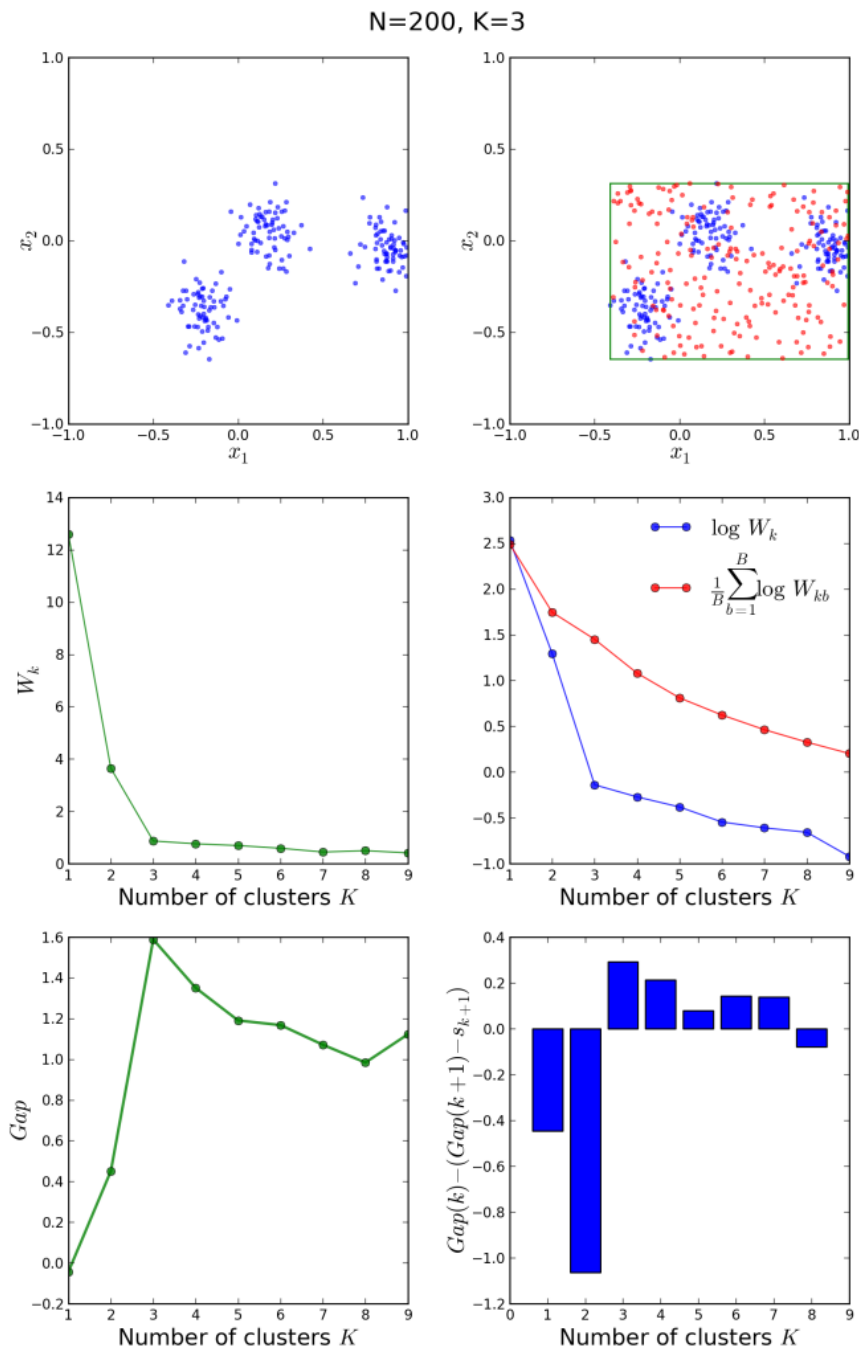 N=200, K=3
1.0
0.5
0.0
−0.5
−1.0
x₂
−1.0 −0.5 0.0 0.5 1.0
x₁
1.0
0.5
0.0
−0.5
−1.0
x₂
−1.0 −0.5 0.0 0.5 1.0
x₁
14
12
10
8
6
4
2
0
W_k
1 2 3 4 5 6 7 8 9
Number of clusters K
3.0
2.5
2.0
1.5
1.0
0.5
0.0
−0.5
−1.0
log W_k
1/B ∑_{b=1}^{B} log W_{kb}
1 2 3 4 5 6 7 8 9
Number of clusters K
1.6
1.4
1.2
1.0
0.8
0.6
0.4
0.2
0.0
−0.2
Gap
1 2 3 4 5 6 7 8 9
Number of clusters K
0.4
0.2
0.0
−0.2
−0.4
−0.6
−0.8
−1.0
−1.2
Gap(k)−(Gap(k+1)−s_{k+1})
0 1 2 3 4 5 6 7 8 9
Number of clusters K